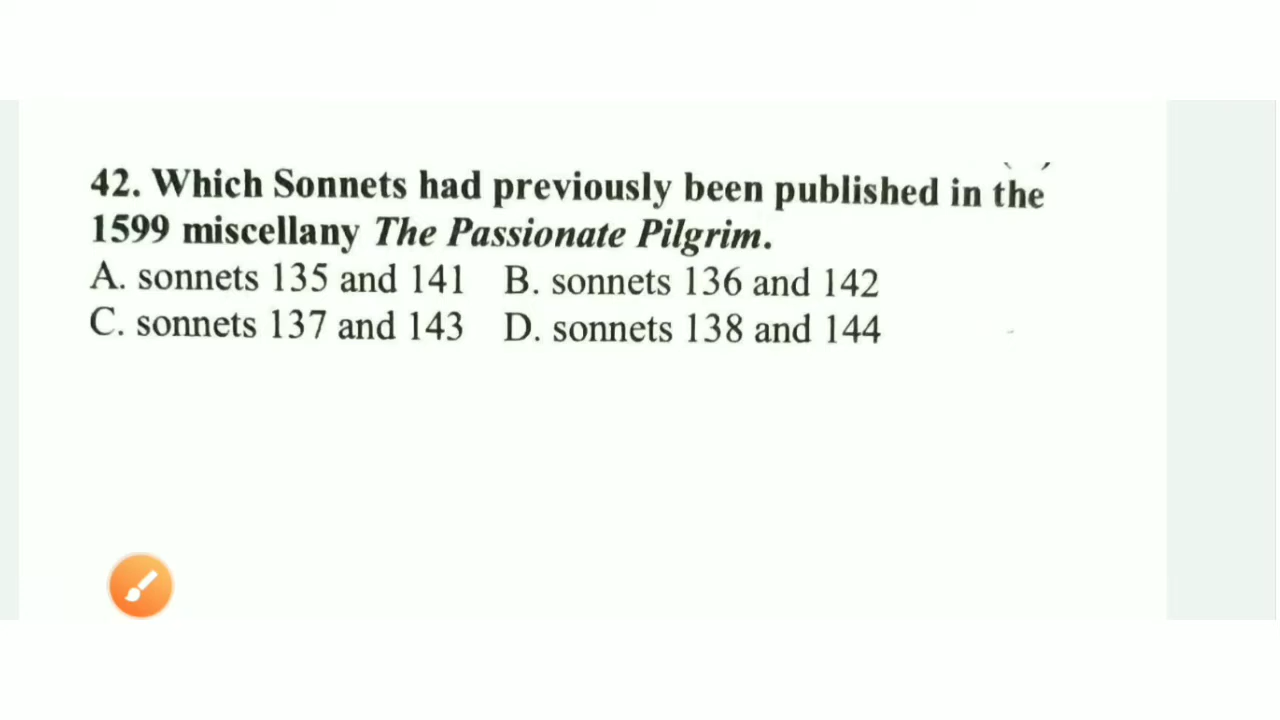 42. Which Sonnets had previously been published in the
1599 miscellany The Passionate Pilgrim.
A. sonnets 135 and 141 B. sonnets 136 and 142
C. sonnets 137 and 143 D. sonnets 138 and 144